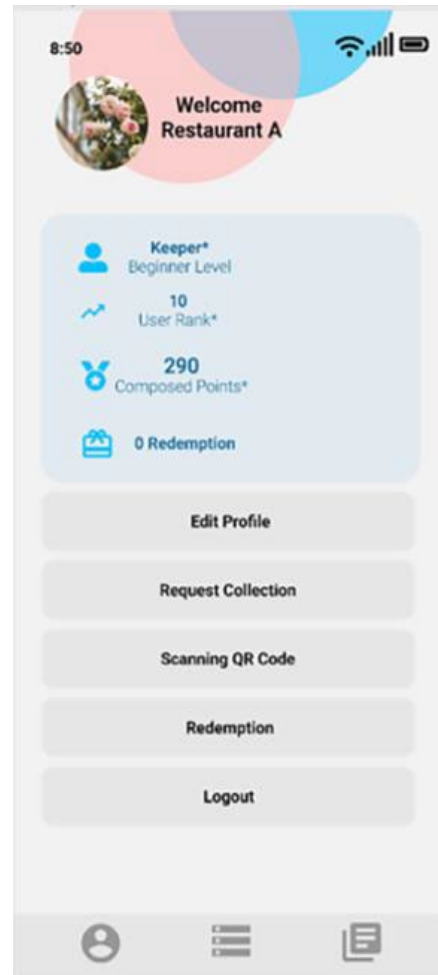 8:50
Welcome
Restaurant A
Keeper*
Beginner Level
10
User Rank*
290
Composed Points*
0 Redemption
Edit Profile
Request Collection
Scanning QR Code
Redemption
Logout